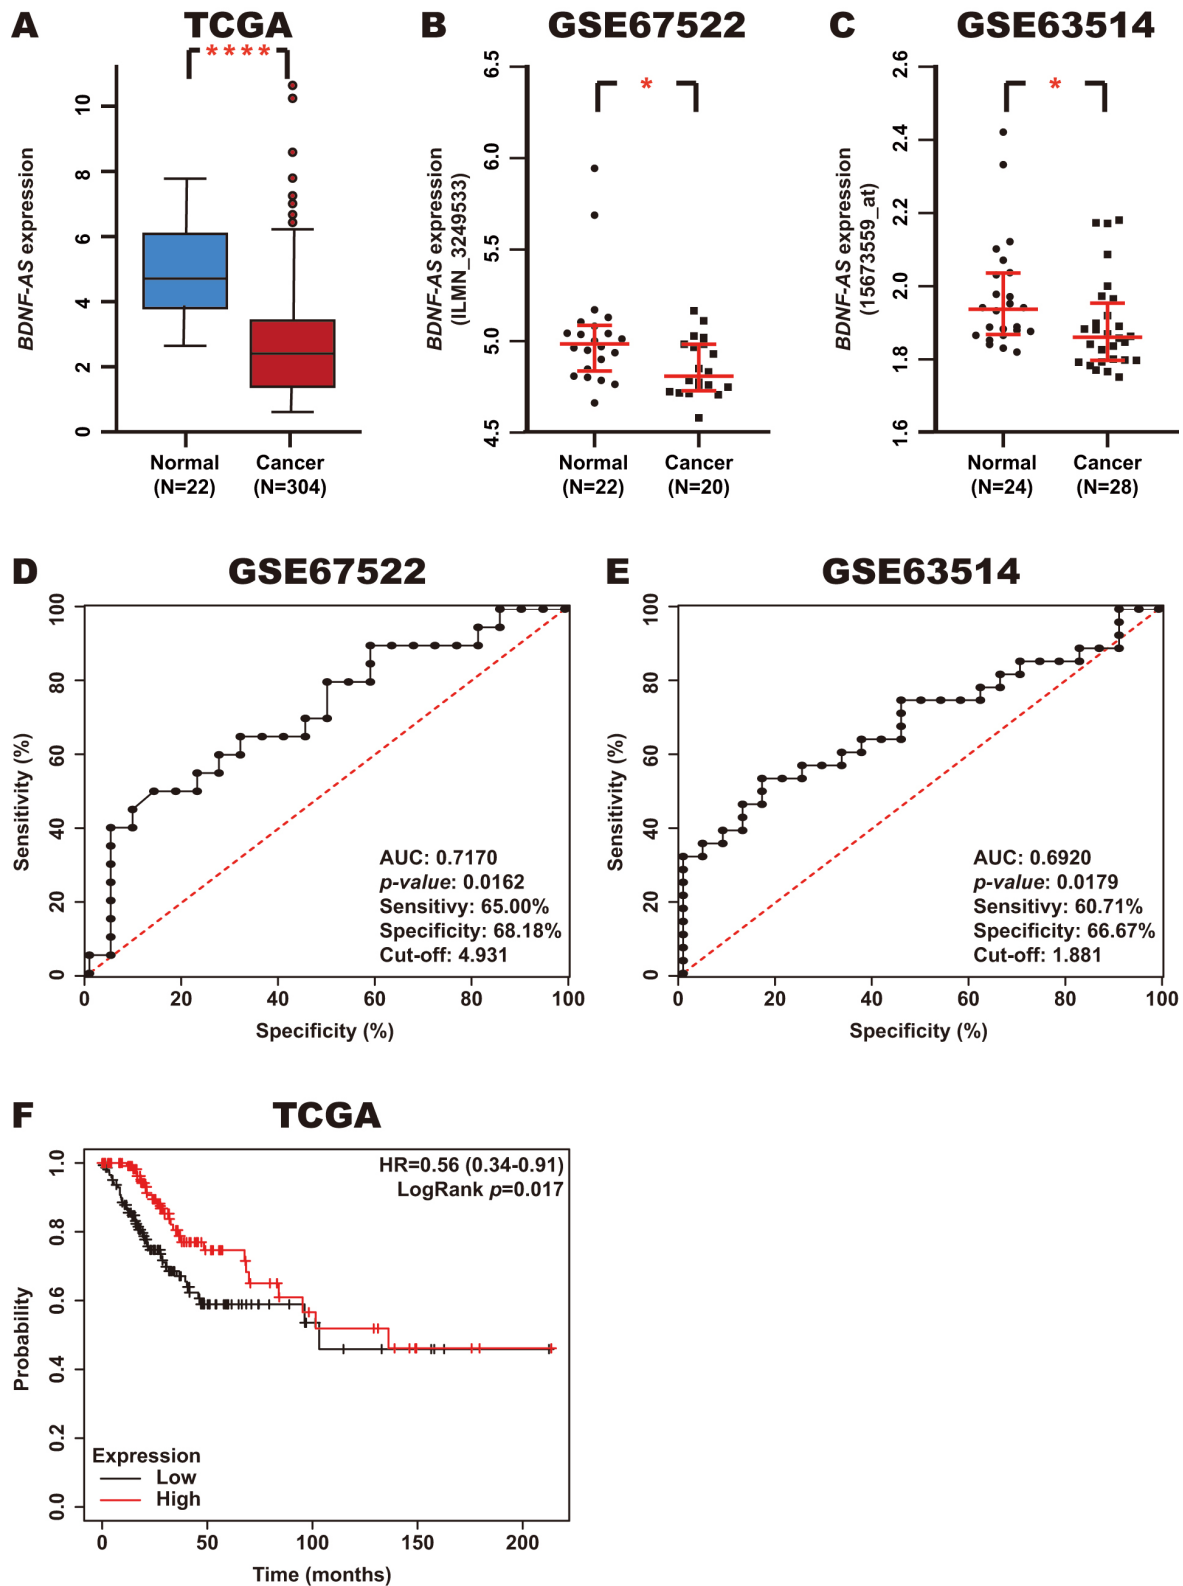 A TCGA
****
BDNF-AS expression
10
8
6
4
2
0
Normal
(N=22)
Cancer
(N=304)
B GSE67522
*
BDNF-AS expression
(ILMN_3249533)
6.5
6.0
5.5
5.0
4.5
Normal
(N=22)
Cancer
(N=20)
C GSE63514
*
BDNF-AS expression
(15673559_at)
2.6
2.4
2.2
2.0
1.8
1.6
Normal
(N=24)
Cancer
(N=28)
D GSE67522
Sensitivity (%)
100
80
60
40
20
0
AUC: 0.7170
p-value: 0.0162
Sensitivy: 65.00%
Specificity: 68.18%
Cut-off: 4.931
0 20 40 60 80 100
Specificity (%)
E GSE63514
Sensitivity (%)
100
80
60
40
20
0
AUC: 0.6920
p-value: 0.0179
Sensitivy: 60.71%
Specificity: 66.67%
Cut-off: 1.881
0 20 40 60 80 100
Specificity (%)
F TCGA
HR=0.56 (0.34-0.91)
LogRank p=0.017
Probability
1.0
0.8
0.6
0.4
0.2
0.0
Expression
Low
High
0 50 100 150 200
Time (months)